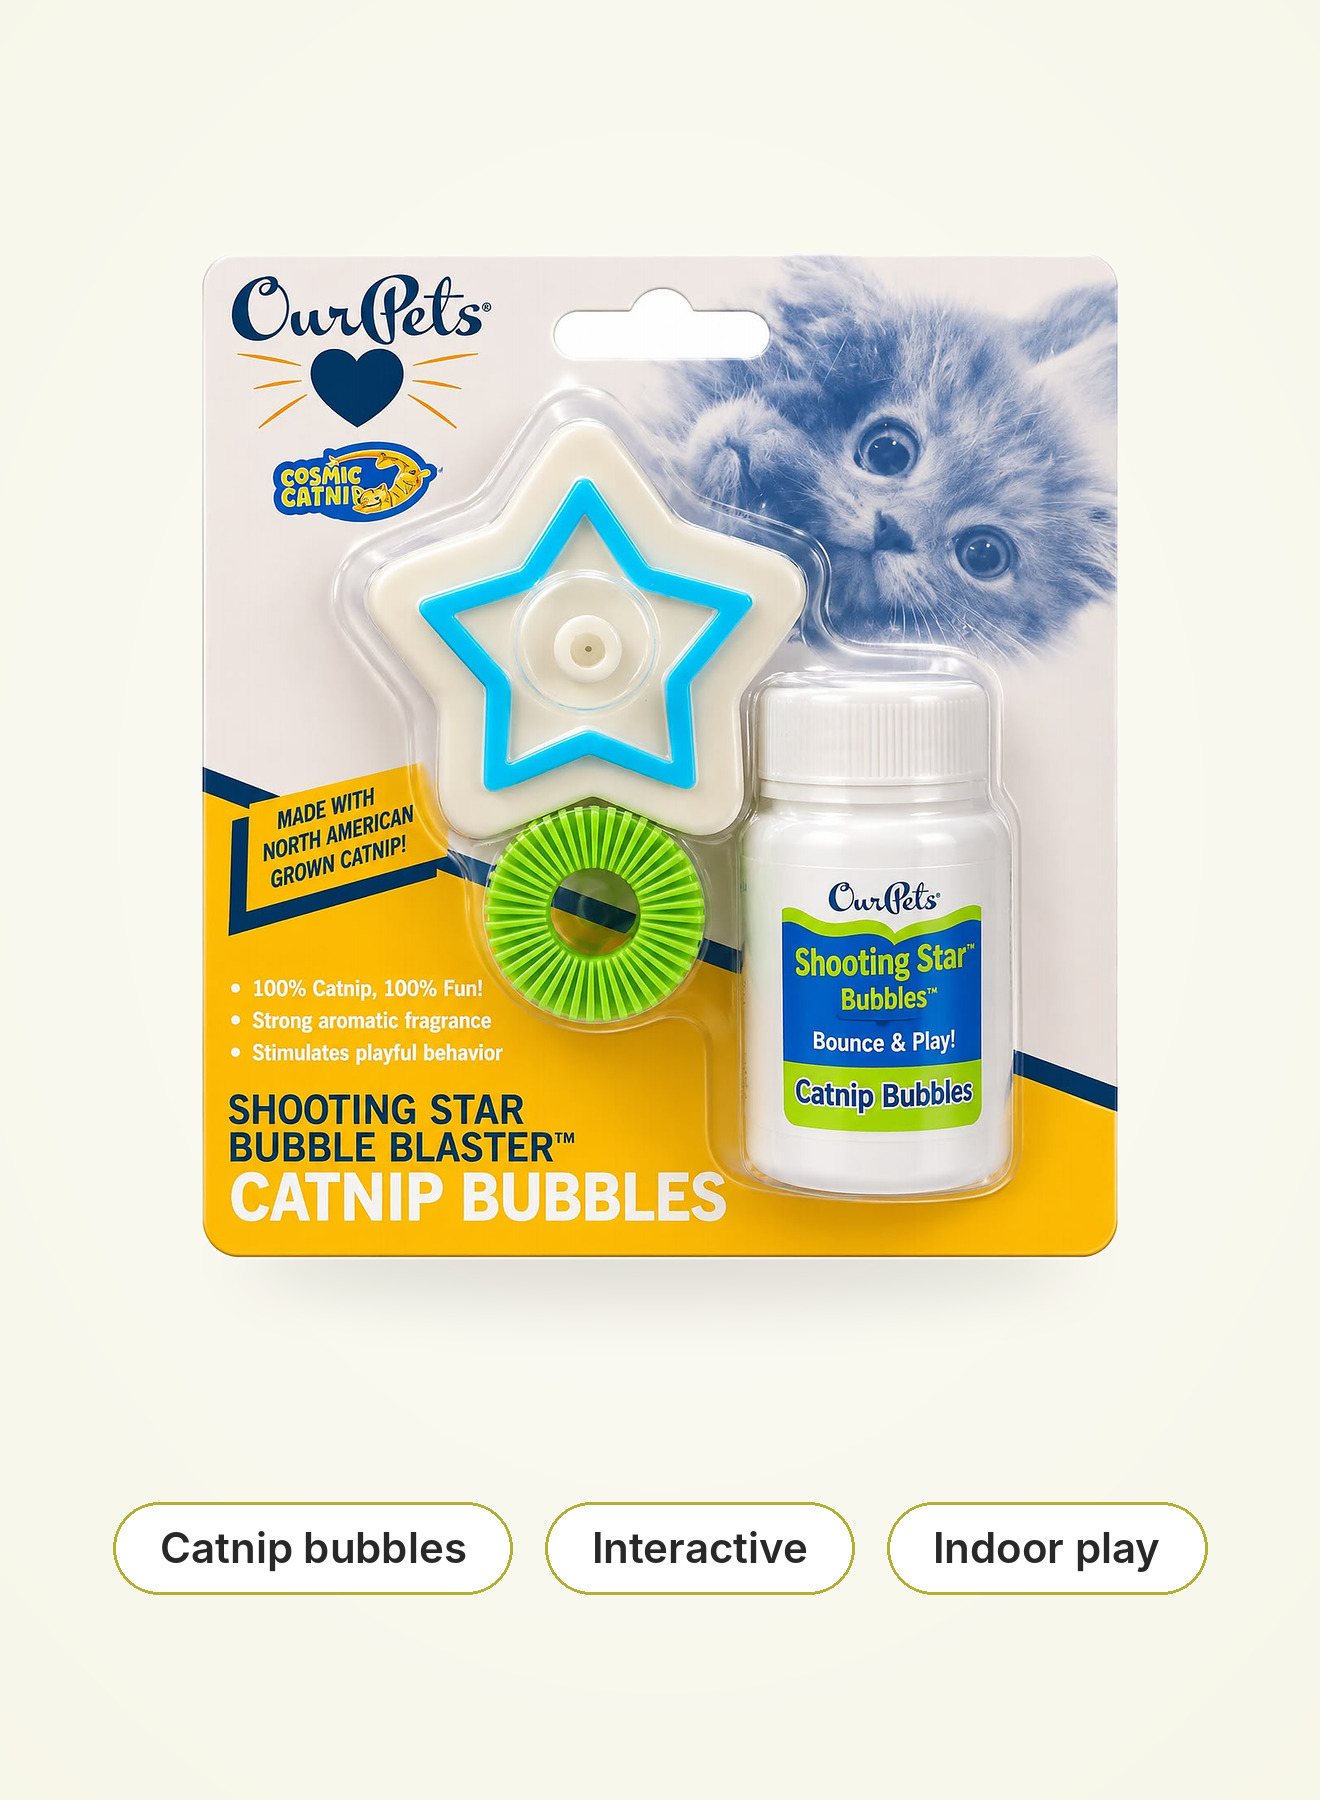 OurPets®
COSMIC
CATNIP
MADE WITH
NORTH AMERICAN
GROWN CATNIP!
• 100% Catnip, 100% Fun!
• Strong aromatic fragrance
• Stimulates playful behavior
SHOOTING STAR
BUBBLE BLASTER™
CATNIP BUBBLES
OurPets®
Shooting Star™
Bubbles™
Bounce & Play!
Catnip Bubbles
Catnip bubbles
Interactive
Indoor play